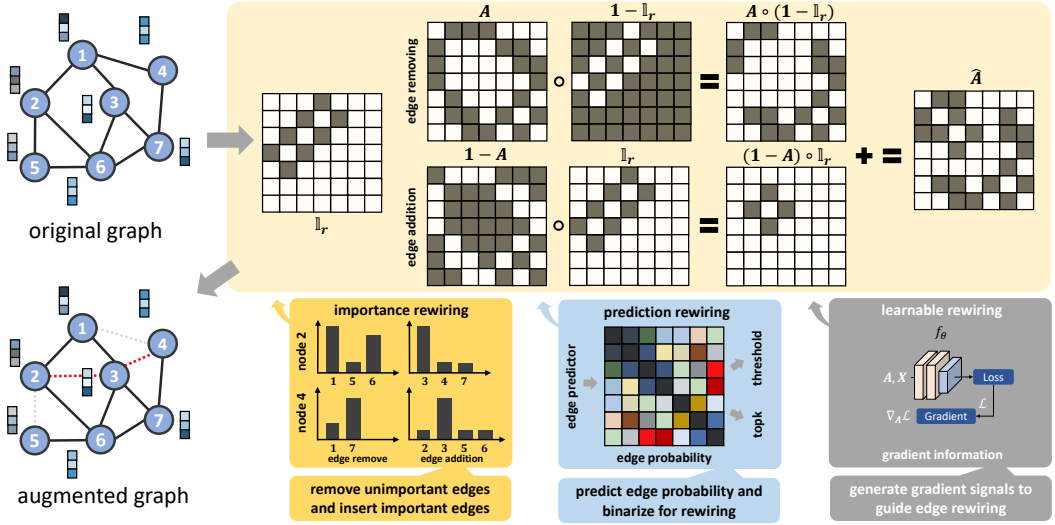 1
4
2
3
5
6
7
original graph
𝕀r
edge removing
A
∘
1 − 𝕀r
=
A ∘ (1 − 𝕀r)
edge addition
1 − A
∘
𝕀r
=
(1 − A) ∘ 𝕀r
+ =
Â
1
4
2
3
5
6
7
augmented graph
importance rewiring
node 2
1 5 6
3 4 7
node 4
1 7
2 3 5 6
edge remove
edge addition
remove unimportant edges
and insert important edges
prediction rewiring
edge predictor
threshold
topk
edge probability
predict edge probability and
binarize for rewiring
learnable rewiring
fθ
A, X
Loss
ℒ
∇Aℒ
Gradient
gradient information
generate gradient signals to
guide edge rewiring